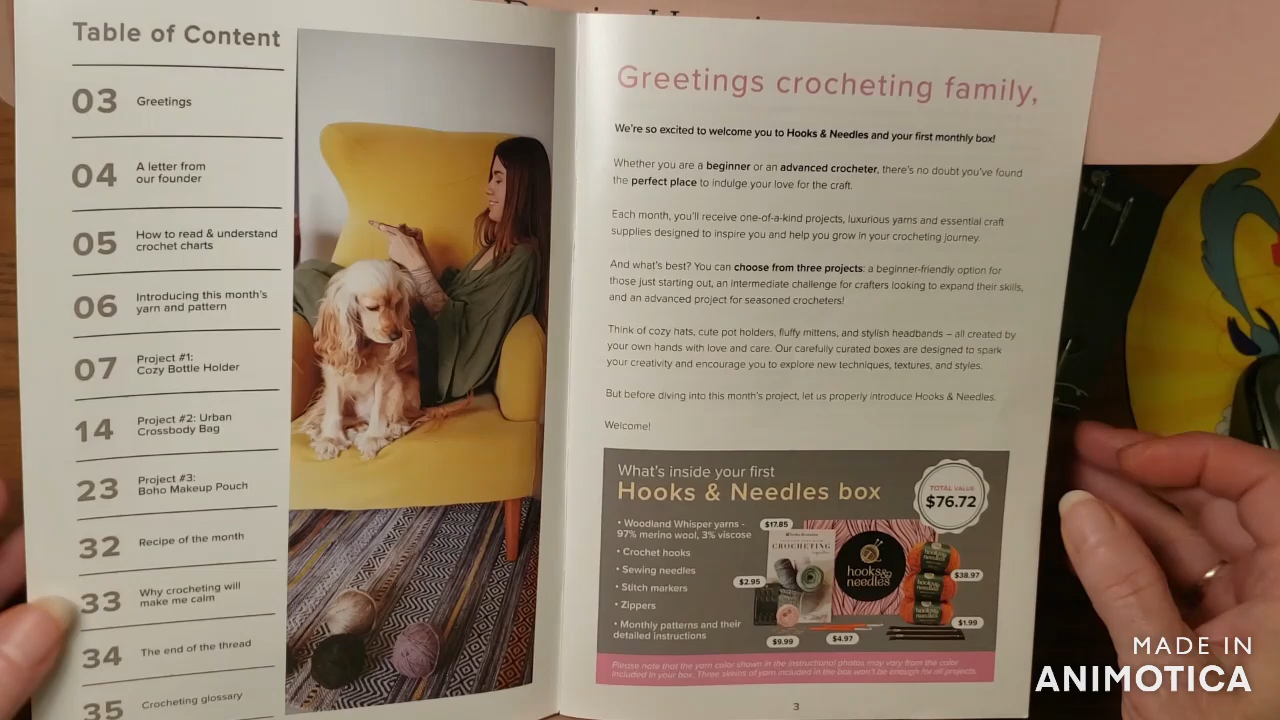 Table of Content
03 Greetings
04 A letter from
our founder
05 How to read & understand
crochet charts
06 Introducing this month's
yarn and pattern
07 Project #1:
Cozy Bottle Holder
14 Project #2: Urban
Crossbody Bag
23 Project #3:
Boho Makeup Pouch
32 Recipe of the month
33 Why crocheting will
make me calm
34 The end of the thread
35 Crocheting glossary
Greetings crocheting family,
We're so excited to welcome you to Hooks & Needles and your first monthly box!
Whether you are a beginner or an advanced crocheter, there's no doubt you've found
the perfect place to indulge your love for the craft.
Each month, you'll receive one-of-a-kind projects, luxurious yarns and essential craft
supplies designed to inspire you and help you grow in your crocheting journey.
And what's best? You can choose from three projects: a beginner-friendly option for
those just starting out, an intermediate challenge for crafters looking to expand their skills,
and an advanced project for seasoned crocheters!
Think of cozy hats, cute pot holders, fluffy mittens, and stylish headbands – all created by
your own hands with love and care. Our carefully curated boxes are designed to spark
your creativity and encourage you to explore new techniques, textures, and styles.
But before diving into this month's project, let us properly introduce Hooks & Needles.
Welcome!
What's inside your first
Hooks & Needles box
TOTAL VALUE
$76.72
• Woodland Whisper yarns -
97% merino wool, 3% viscose
• Crochet hooks
• Sewing needles
• Stitch markers
• Zippers
• Monthly patterns and their
detailed instructions
$17.85
CROCHETING
$2.95
hooks&
needles
$38.97
hooks&
needles
$9.99
$4.97
$1.99
Please note that the yarn color shown in the instructional photos may vary from the color
included in your box. Three skeins of yarn included in the box won't be enough for all projects.
3
MADE IN
ANIMOTICA